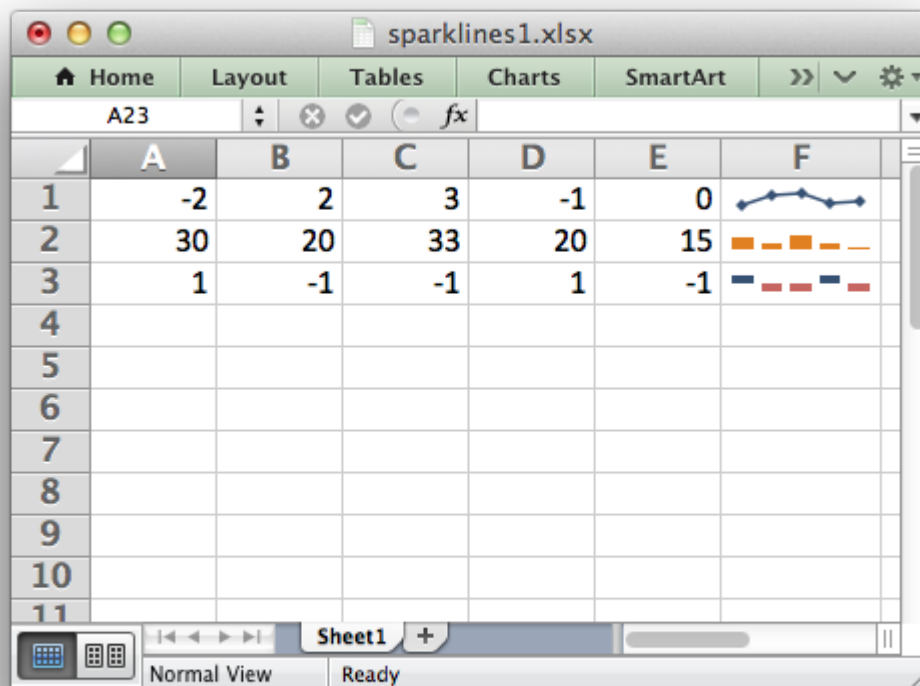 sparklines1.xlsx
Home Layout Tables Charts SmartArt
A23 fx
A B C D E F
1 -2 2 3 -1 0
2 30 20 33 20 15
3 1 -1 -1 1 -1
4
5
6
7
8
9
10
11
Sheet1
Normal View Ready